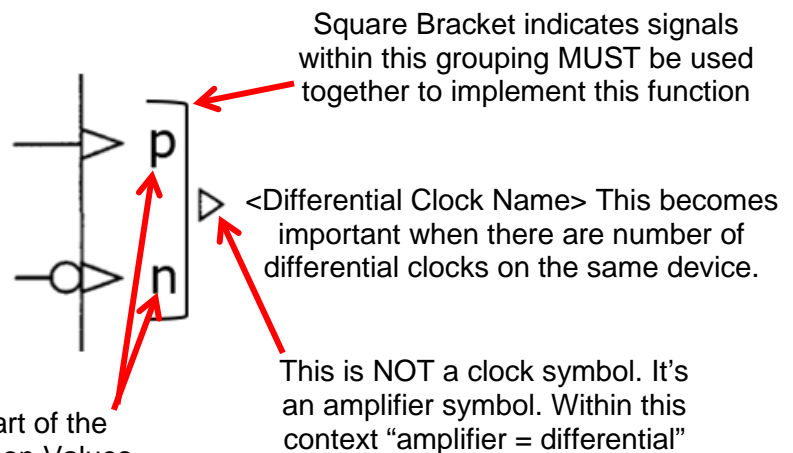 Square Bracket indicates signals
within this grouping MUST be used
together to implement this function
p
<Differential Clock Name> This becomes
important when there are number of
differential clocks on the same device.
n
This is NOT a clock symbol. It’s
an amplifier symbol. Within this
context “amplifier = differential”
art of the
Values